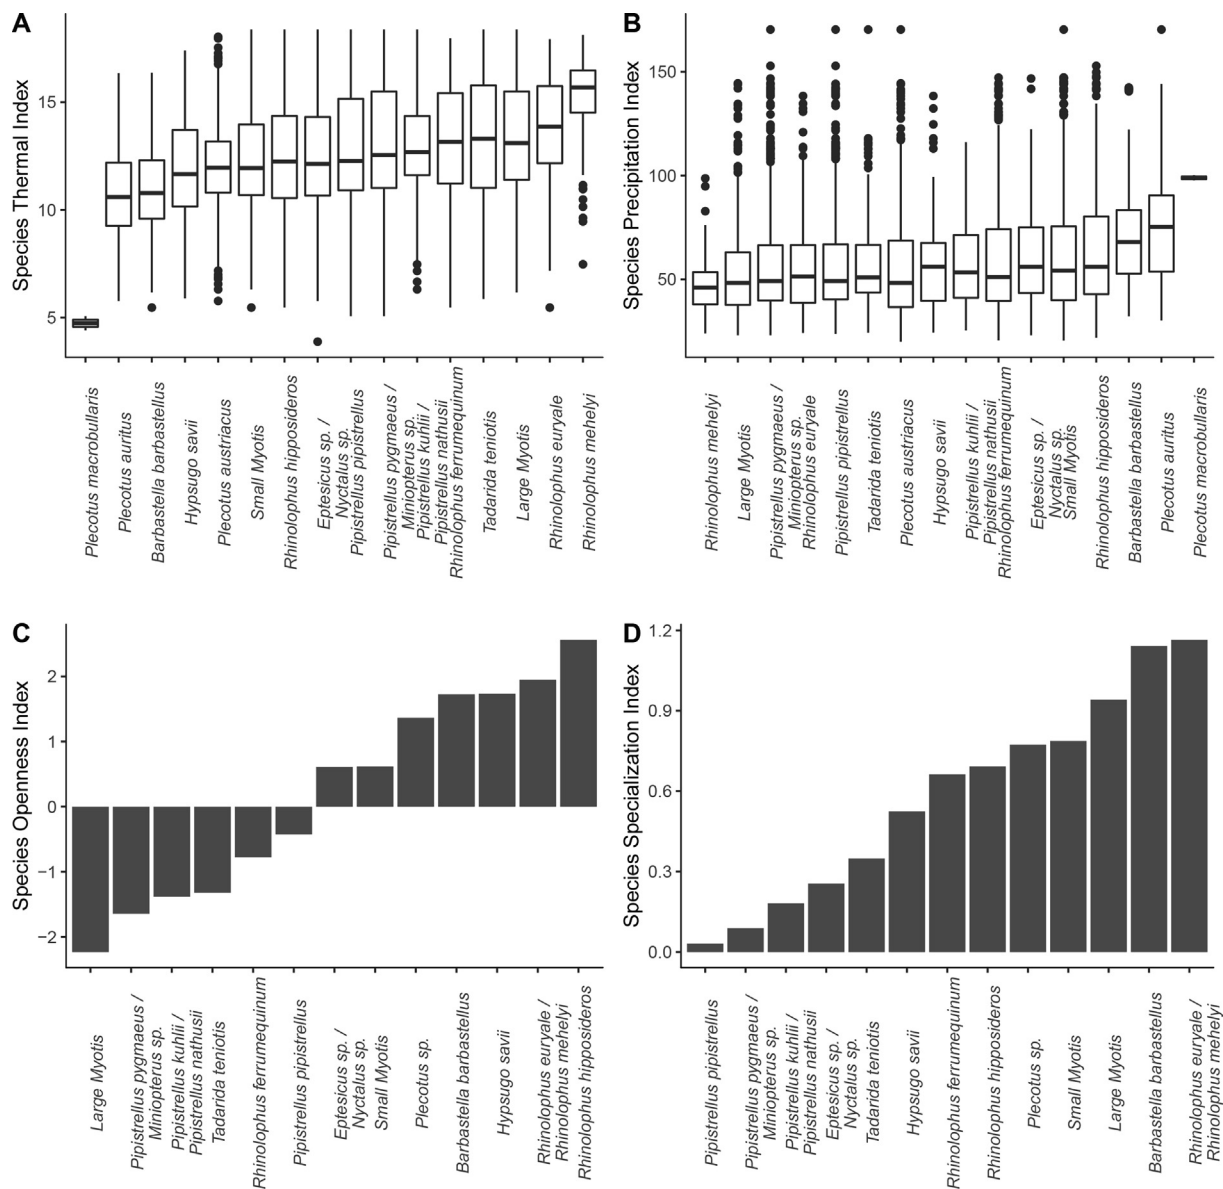 A
Species Thermal Index
15
10
5
Plecotus macrobullaris
Plecotus auritus
Barbastella barbastellus
Hypsugo savii
Plecotus austriacus
Small Myotis
Rhinolophus hipposideros
Eptesicus sp. /
Nyctalus sp.
Pipistrellus pipistrellus
Pipistrellus pygmaeus /
Miniopterus sp.
Pipistrellus kuhlii /
Pipistrellus nathusii
Rhinolophus ferrumequinum
Tadarida teniotis
Large Myotis
Rhinolophus euryale
Rhinolophus mehelyi
B
Species Precipitation Index
150
100
50
Rhinolophus mehelyi
Large Myotis
Pipistrellus pygmaeus /
Miniopterus sp.
Rhinolophus euryale
Pipistrellus pipistrellus
Tadarida teniotis
Plecotus austriacus
Hypsugo savii
Pipistrellus kuhlii /
Pipistrellus nathusii
Rhinolophus ferrumequinum
Eptesicus sp. /
Nyctalus sp.
Small Myotis
Rhinolophus hipposideros
Barbastella barbastellus
Plecotus auritus
Plecotus macrobullaris
C
Species Openness Index
2
1
0
−1
−2
Large Myotis
Pipistrellus pygmaeus /
Miniopterus sp.
Pipistrellus kuhlii /
Pipistrellus nathusii
Tadarida teniotis
Rhinolophus ferrumequinum
Pipistrellus pipistrellus
Eptesicus sp. /
Nyctalus sp.
Small Myotis
Plecotus sp.
Barbastella barbastellus
Hypsugo savii
Rhinolophus euryale /
Rhinolophus mehelyi
Rhinolophus hipposideros
D
Species Specialization Index
1.2
0.9
0.6
0.3
0.0
Pipistrellus pipistrellus
Pipistrellus pygmaeus /
Miniopterus sp.
Pipistrellus kuhlii /
Pipistrellus nathusii
Eptesicus sp. /
Nyctalus sp.
Tadarida teniotis
Hypsugo savii
Rhinolophus ferrumequinum
Rhinolophus hipposideros
Plecotus sp.
Small Myotis
Large Myotis
Barbastella barbastellus
Rhinolophus euryale /
Rhinolophus mehelyi